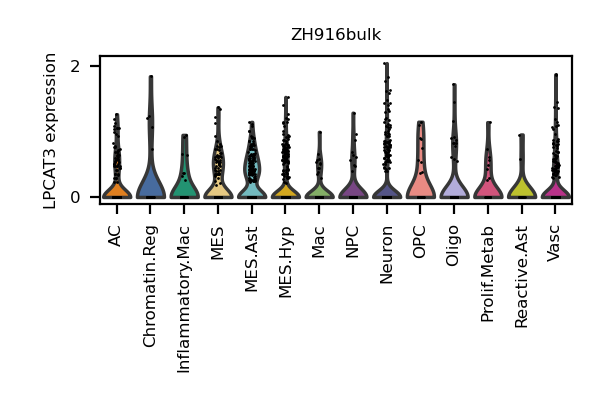 ZH916bulk
LPCAT3 expression
2
0
AC
Chromatin.Reg
Inflammatory.Mac
MES
MES.Ast
MES.Hyp
Mac
NPC
Neuron
OPC
Oligo
Prolif.Metab
Reactive.Ast
Vasc